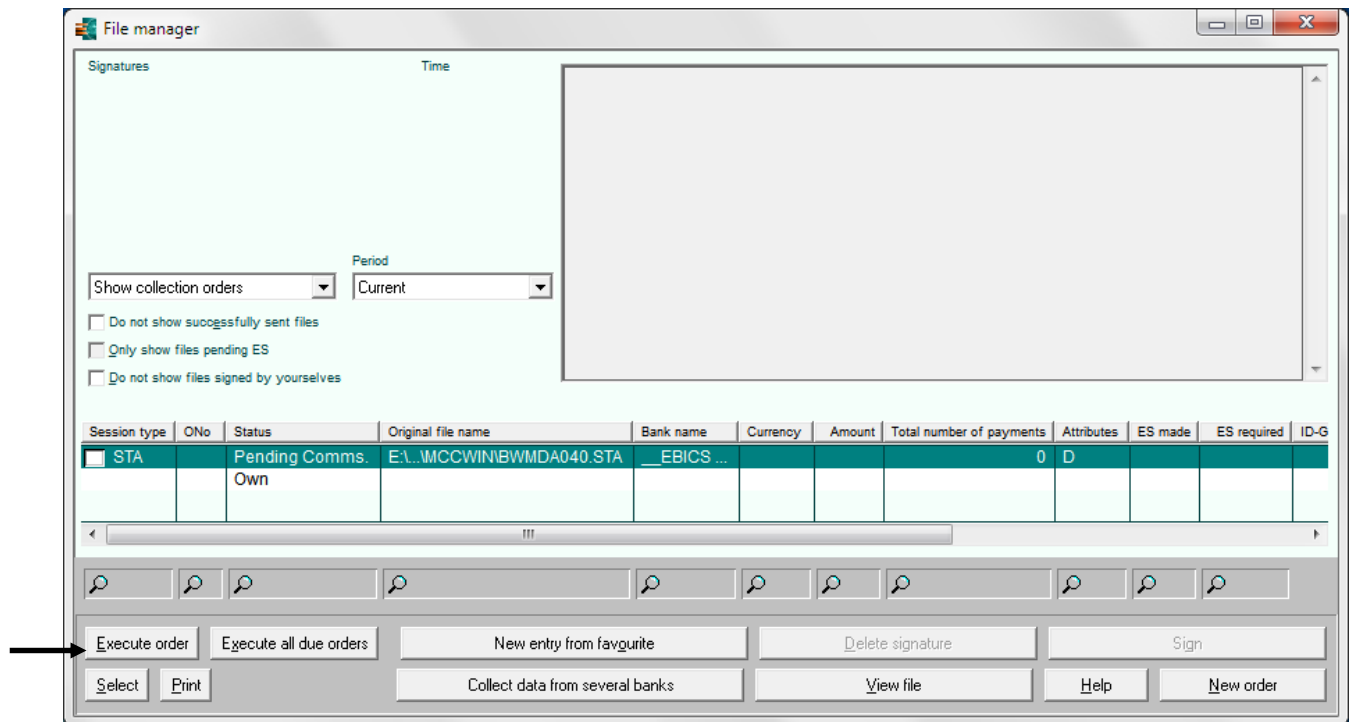 File manager
Signatures Time
Period
Show collection orders Current
Do not show successfully sent files
Only show files pending ES
Do not show files signed by yourselves
Session type ONo Status Original file name Bank name Currency Amount Total number of payments Attributes ES made ES required ID-G
STA Pending Comms. E:\...\MCCWIN\BWMDA040.STA __EBICS ... 0 D
Own
Execute order Execute all due orders New entry from favourite Delete signature Sign
Select Print Collect data from several banks View file Help New order